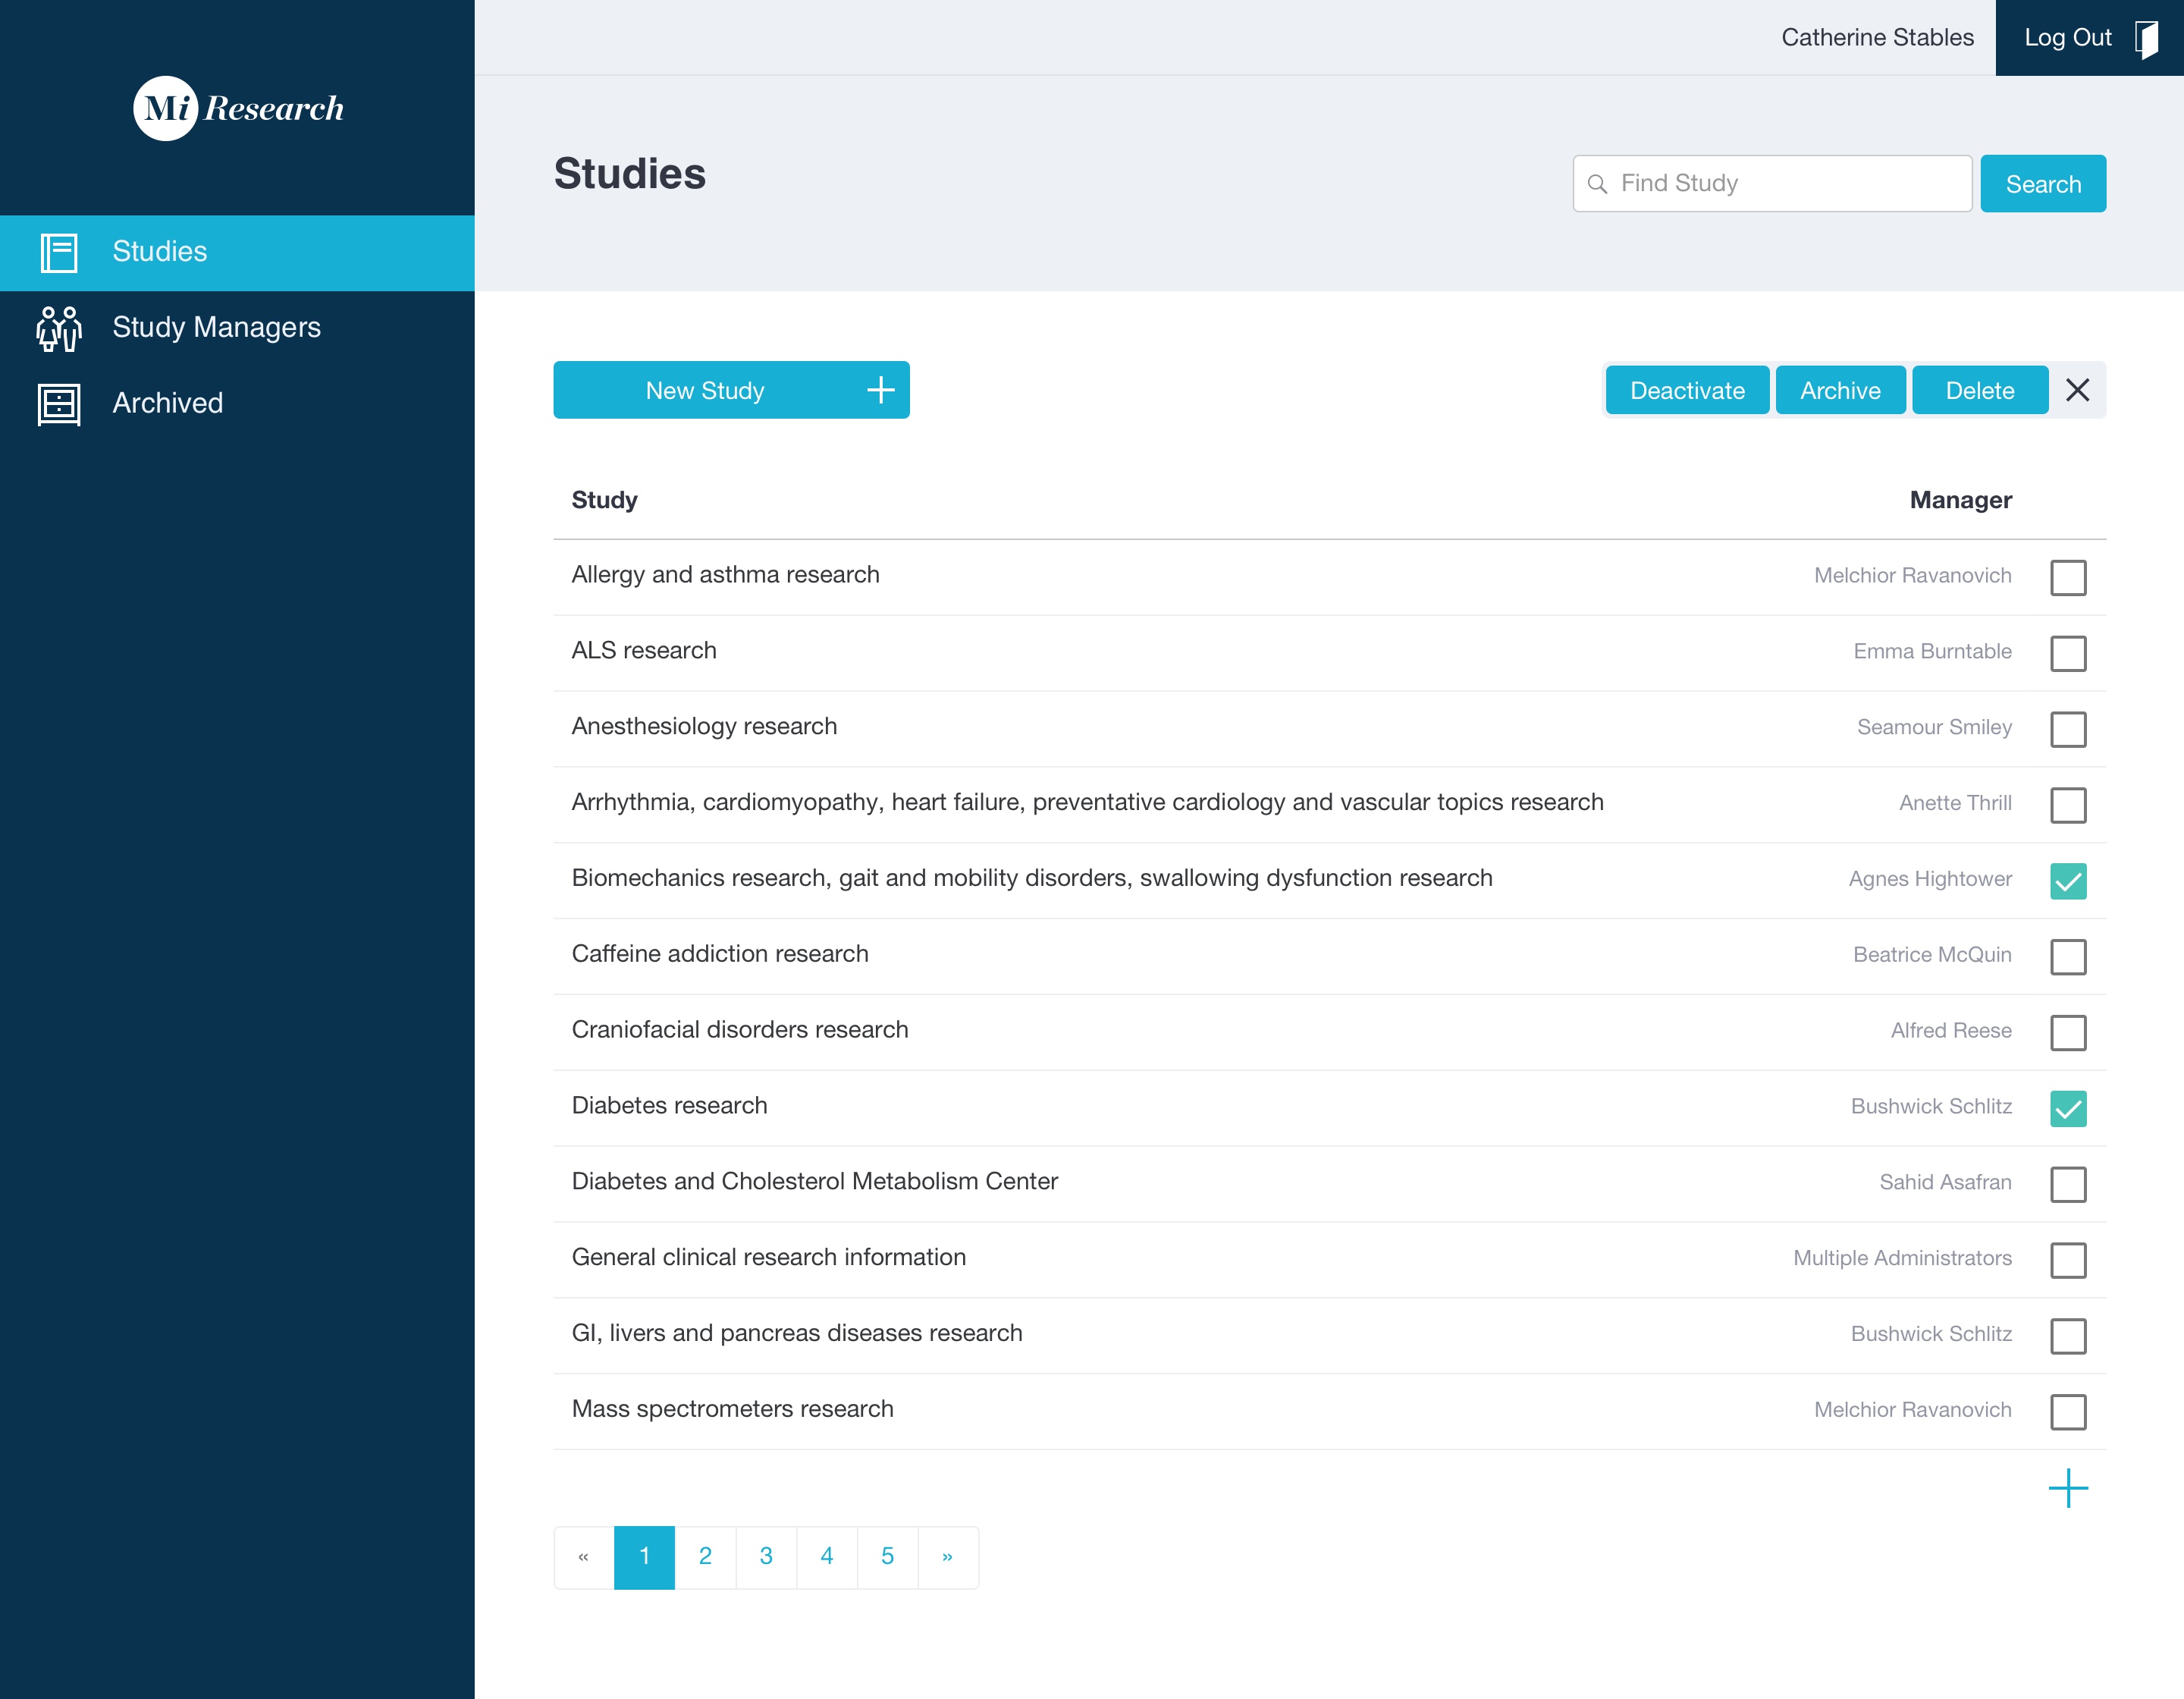 Catherine Stables
Log Out
Mi Research
Studies
Find Study
Search
Studies
Study Managers
Archived
New Study
Deactivate
Archive
Delete
Study Manager
Allergy and asthma research Melchior Ravanovich
ALS research Emma Burntable
Anesthesiology research Seamour Smiley
Arrhythmia, cardiomyopathy, heart failure, preventative cardiology and vascular topics research Anette Thrill
Biomechanics research, gait and mobility disorders, swallowing dysfunction research Agnes Hightower
Caffeine addiction research Beatrice McQuin
Craniofacial disorders research Alfred Reese
Diabetes research Bushwick Schlitz
Diabetes and Cholesterol Metabolism Center Sahid Asafran
General clinical research information Multiple Administrators
GI, livers and pancreas diseases research Bushwick Schlitz
Mass spectrometers research Melchior Ravanovich
« 1 2 3 4 5 »